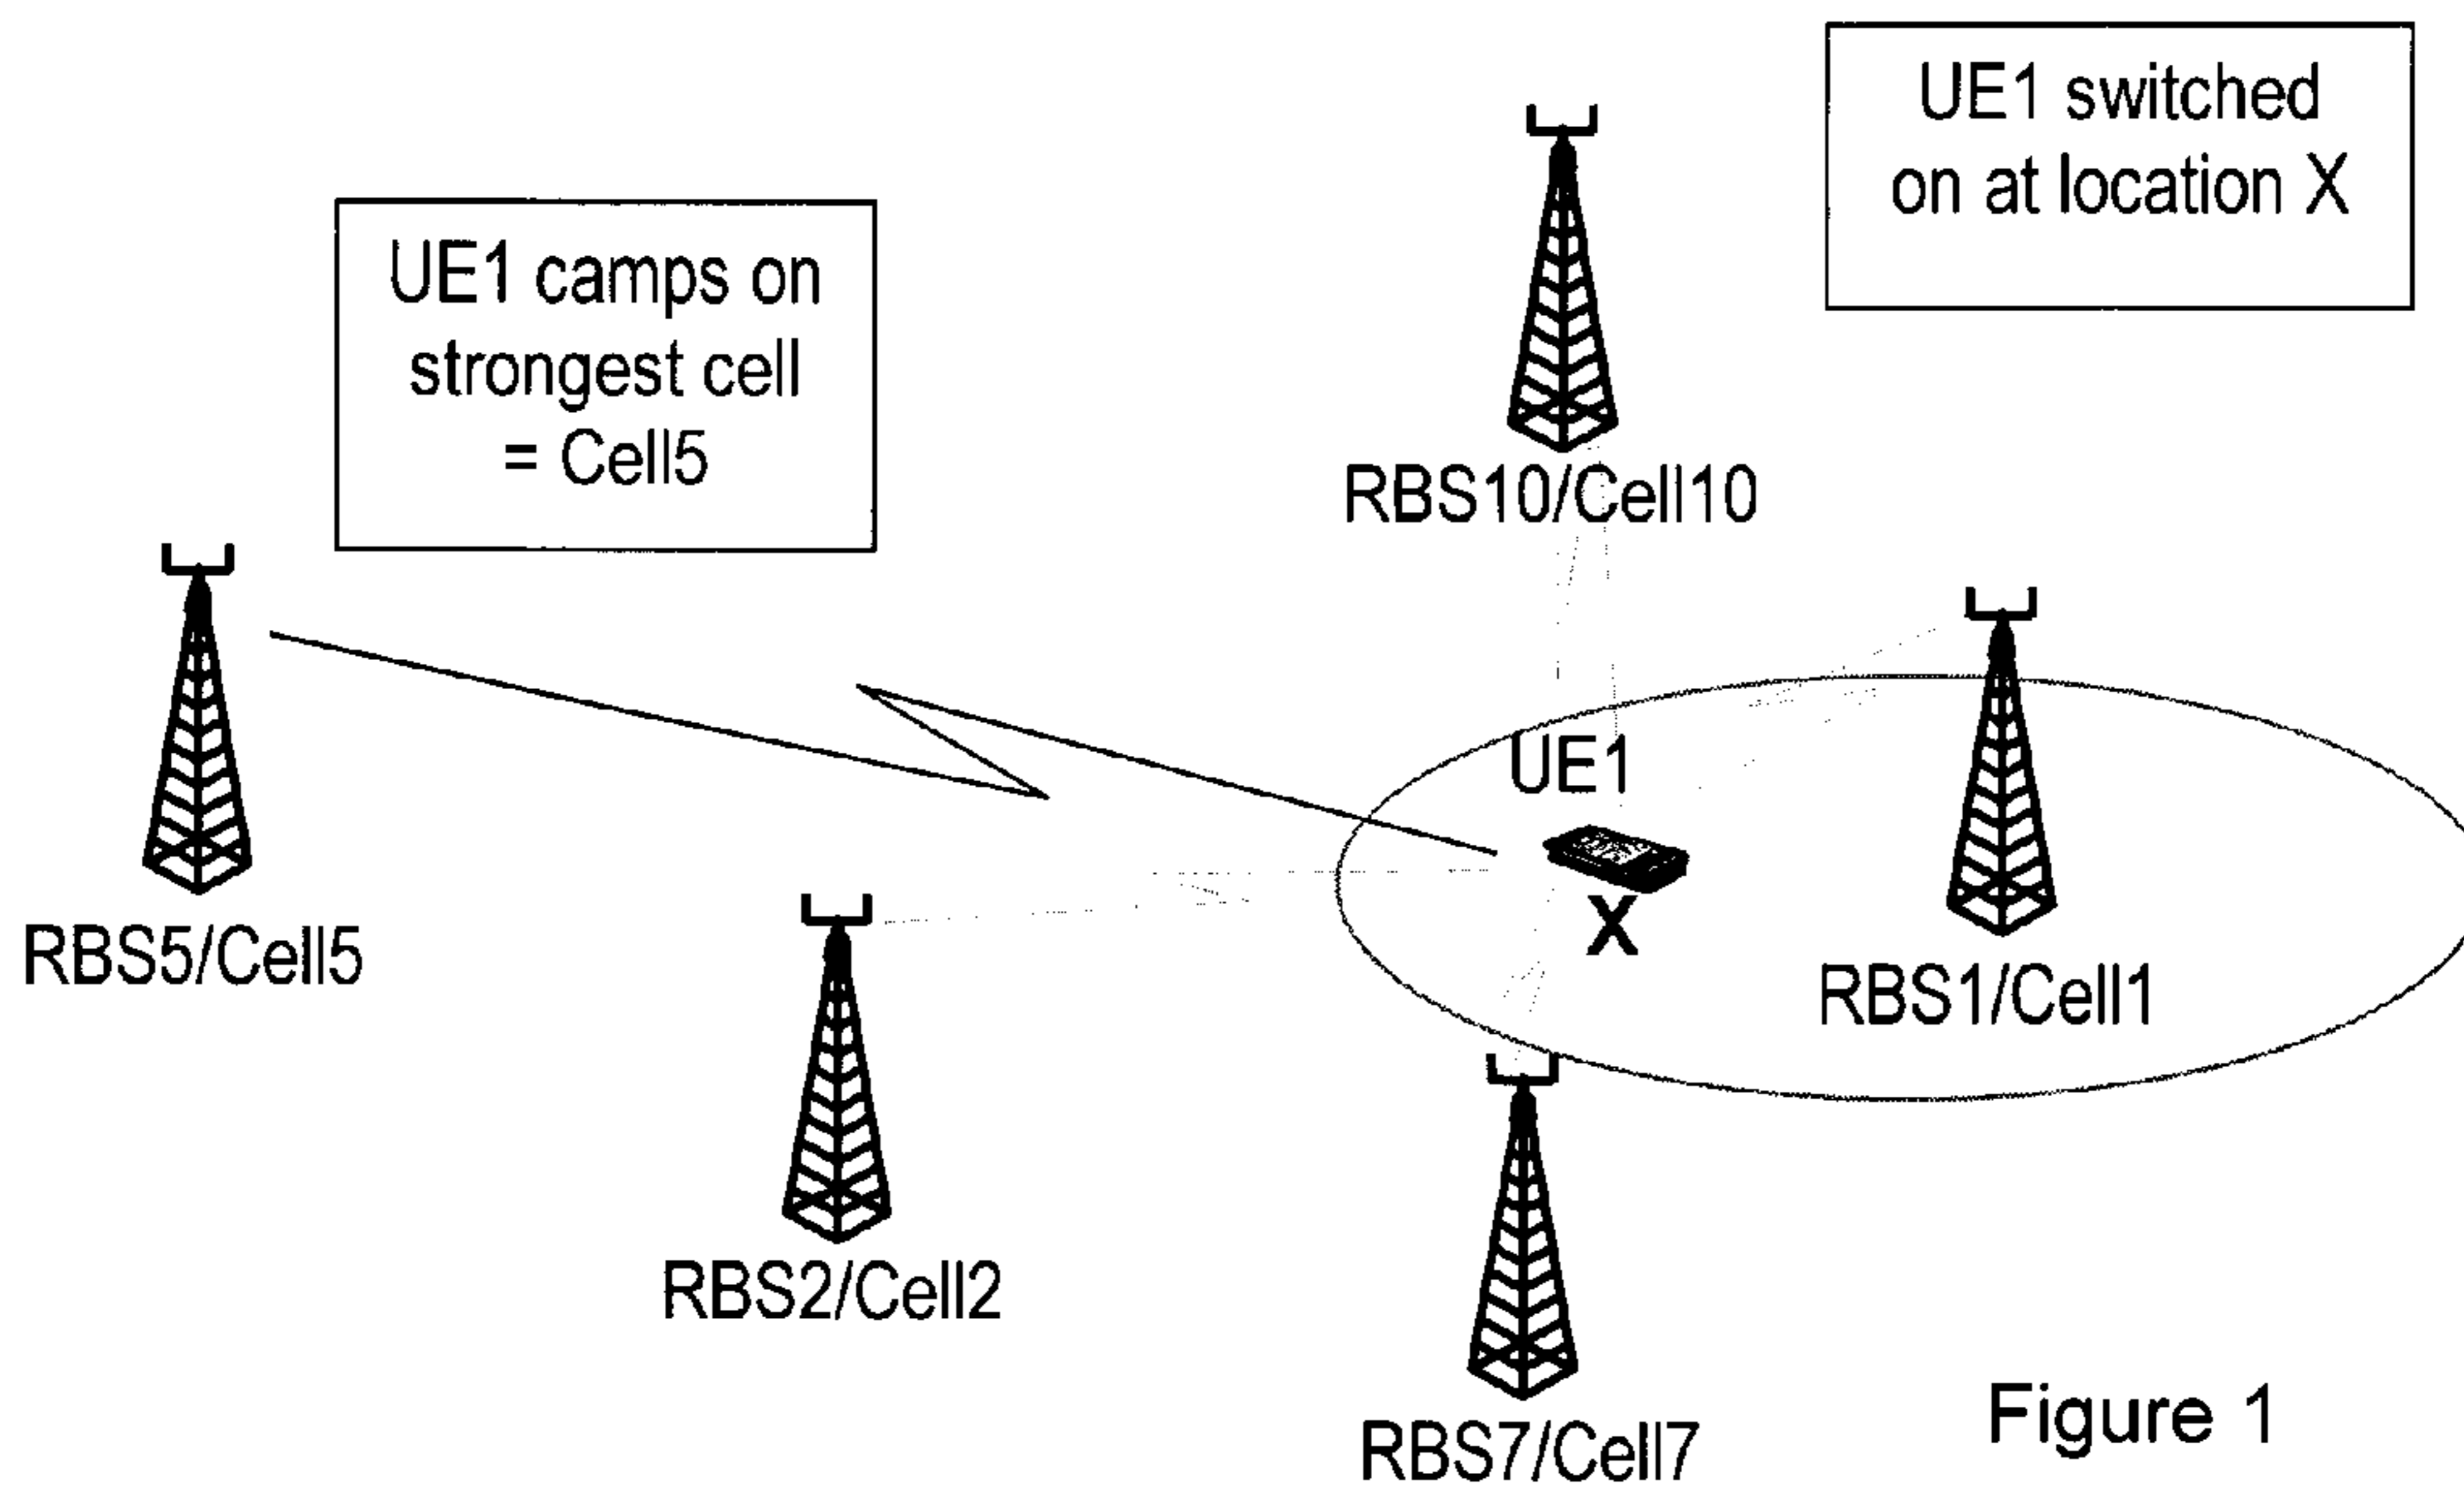 UE1 switched
on at location X
UE1 camps on
strongest cell
= Cell5
RBS10/Cell10
UE1
X
RBS5/Cell5
RBS1/Cell1
RBS2/Cell2
RBS7/Cell7
Figure 1